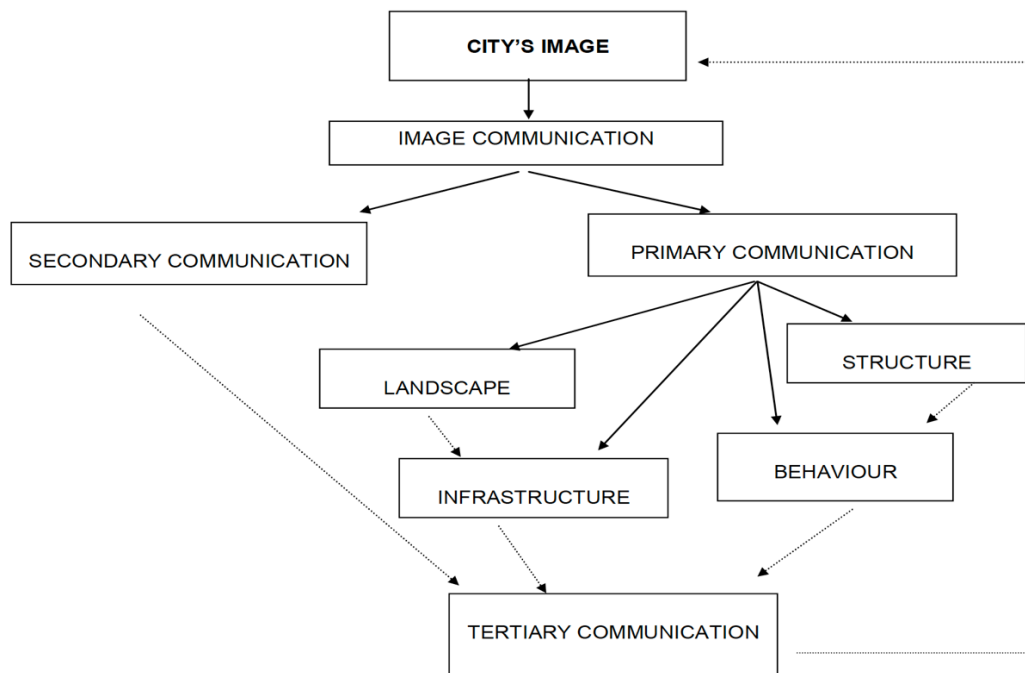 CITY'S IMAGE
IMAGE COMMUNICATION
SECONDARY COMMUNICATION
PRIMARY COMMUNICATION
STRUCTURE
LANDSCAPE
BEHAVIOUR
INFRASTRUCTURE
TERTIARY COMMUNICATION